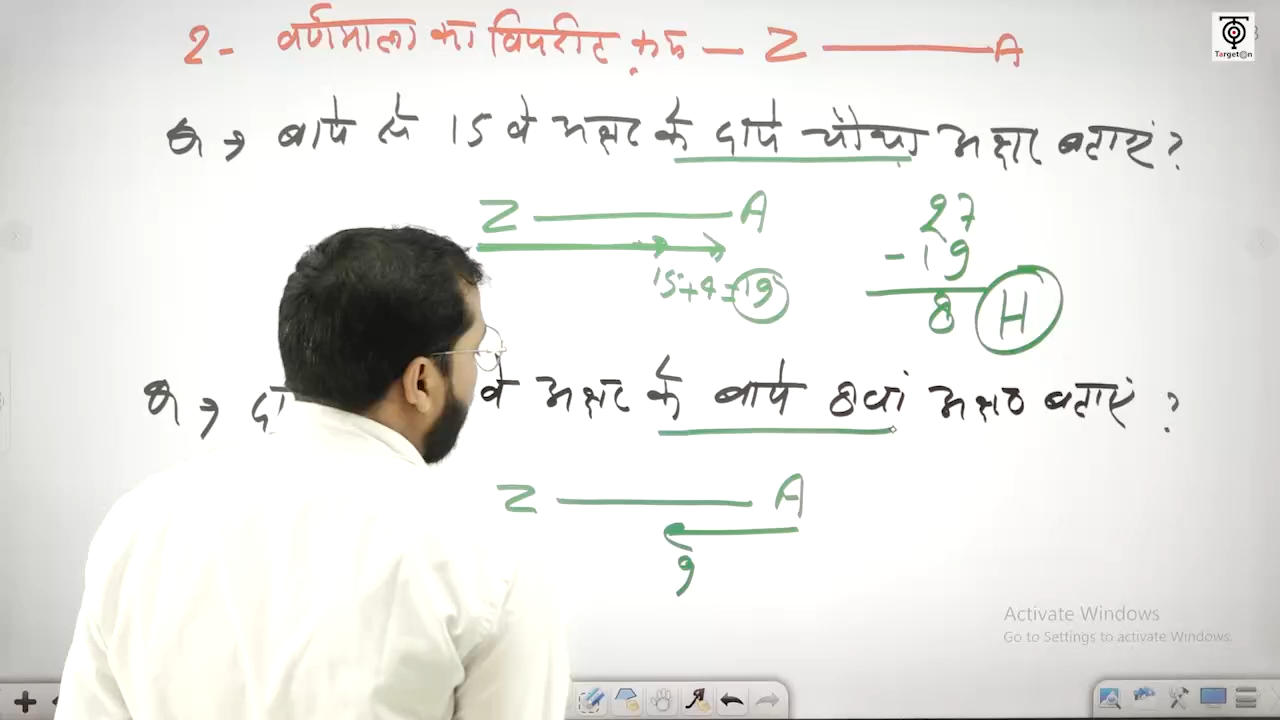 2- वर्णमाला का विपरीत क्रम — Z — A
Q → बायें से 15 वें अक्षर के दायें चौथा अक्षर बताएं ?
Z — A
15+4=19
27
-19
8 H
Q → वें अक्षर के बायें 8वां अक्षर बताएं ?
Z — A
9
TargetOn
Activate Windows
Go to Settings to activate Windows.